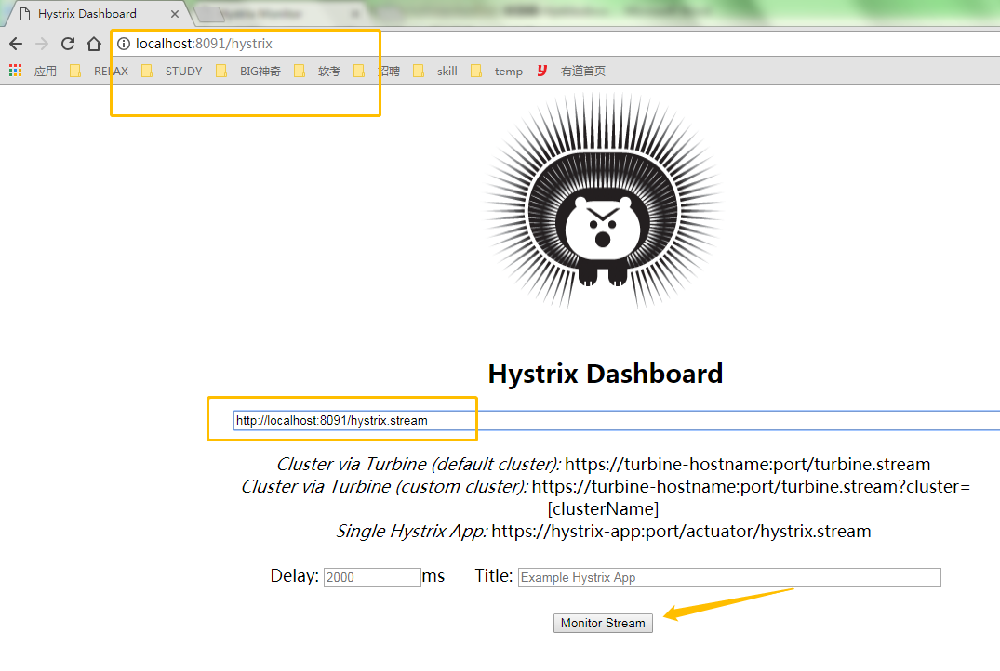 Hystrix Dashboard
localhost:8091/hystrix
应用 RELAX STUDY BIG神奇 软考 招聘 skill temp y 有道首页
Hystrix Dashboard
http://localhost:8091/hystrix.stream
Cluster via Turbine (default cluster): https://turbine-hostname:port/turbine.stream
Cluster via Turbine (custom cluster): https://turbine-hostname:port/turbine.stream?cluster=
[clusterName]
Single Hystrix App: https://hystrix-app:port/actuator/hystrix.stream
Delay: 2000 ms Title: Example Hystrix App
Monitor Stream